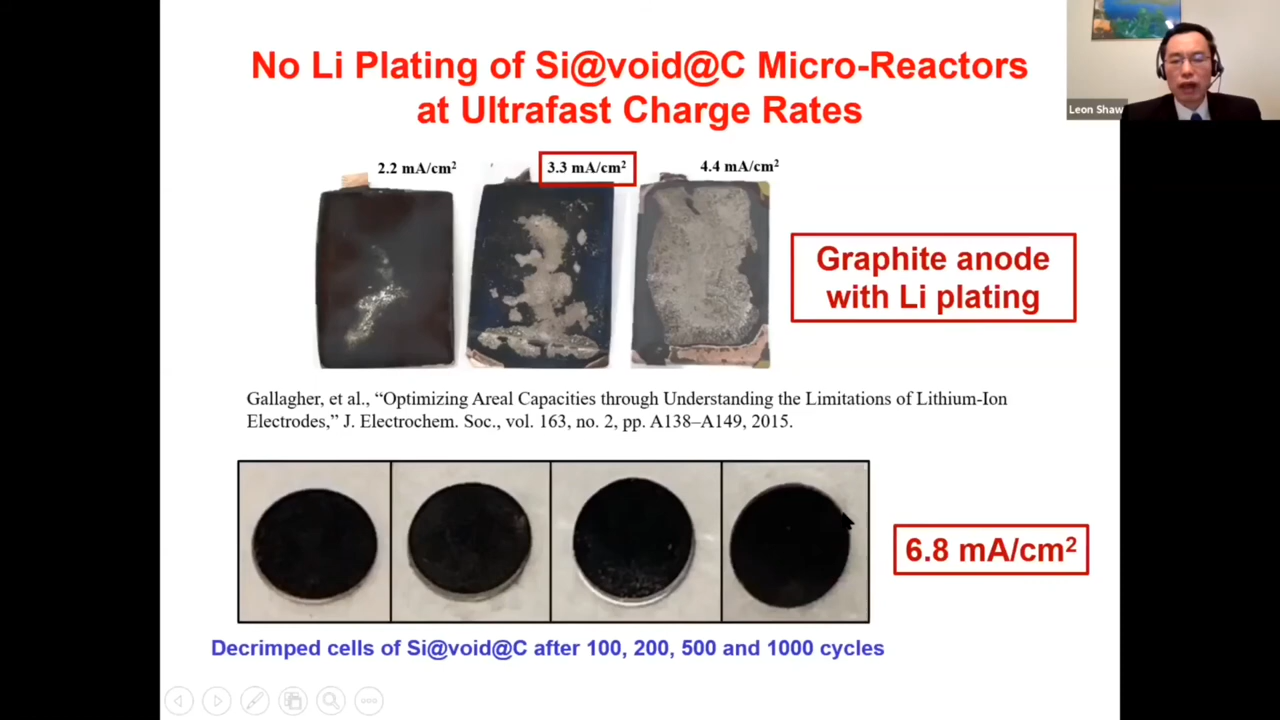 No Li Plating of Si@void@C Micro-Reactors
at Ultrafast Charge Rates
Leon Shaw
2.2 mA/cm²
3.3 mA/cm²
4.4 mA/cm²
Graphite anode
with Li plating
Gallagher, et al., “Optimizing Areal Capacities through Understanding the Limitations of Lithium-Ion
Electrodes,” J. Electrochem. Soc., vol. 163, no. 2, pp. A138–A149, 2015.
6.8 mA/cm²
Decrimped cells of Si@void@C after 100, 200, 500 and 1000 cycles